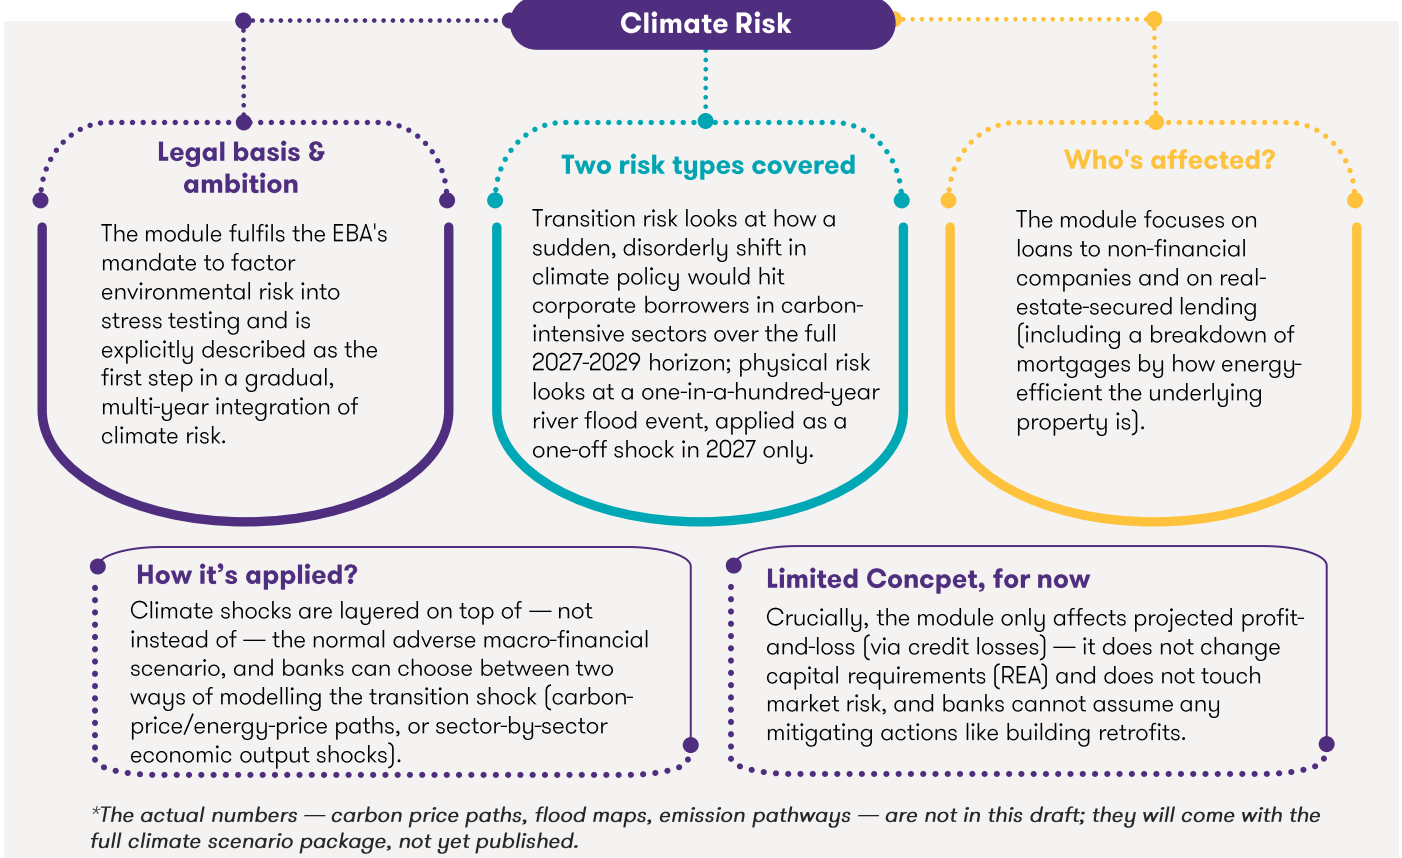 Climate Risk
Legal basis &
ambition
The module fulfils the EBA's
mandate to factor
environmental risk into
stress testing and is
explicitly described as the
first step in a gradual,
multi-year integration of
climate risk.
Two risk types covered
Transition risk looks at how a
sudden, disorderly shift in
climate policy would hit
corporate borrowers in carbon-
intensive sectors over the full
2027-2029 horizon; physical risk
looks at a one-in-a-hundred-year
river flood event, applied as a
one-off shock in 2027 only.
Who's affected?
The module focuses on
loans to non-financial
companies and on real-
estate-secured lending
(including a breakdown of
mortgages by how energy-
efficient the underlying
property is).
How it’s applied?
Climate shocks are layered on top of — not
instead of — the normal adverse macro-financial
scenario, and banks can choose between two
ways of modelling the transition shock (carbon-
price/energy-price paths, or sector-by-sector
economic output shocks).
Limited Concpet, for now
Crucially, the module only affects projected profit-
and-loss (via credit losses) — it does not change
capital requirements (REA) and does not touch
market risk, and banks cannot assume any
mitigating actions like building retrofits.
*The actual numbers — carbon price paths, flood maps, emission pathways — are not in this draft; they will come with the
full climate scenario package, not yet published.